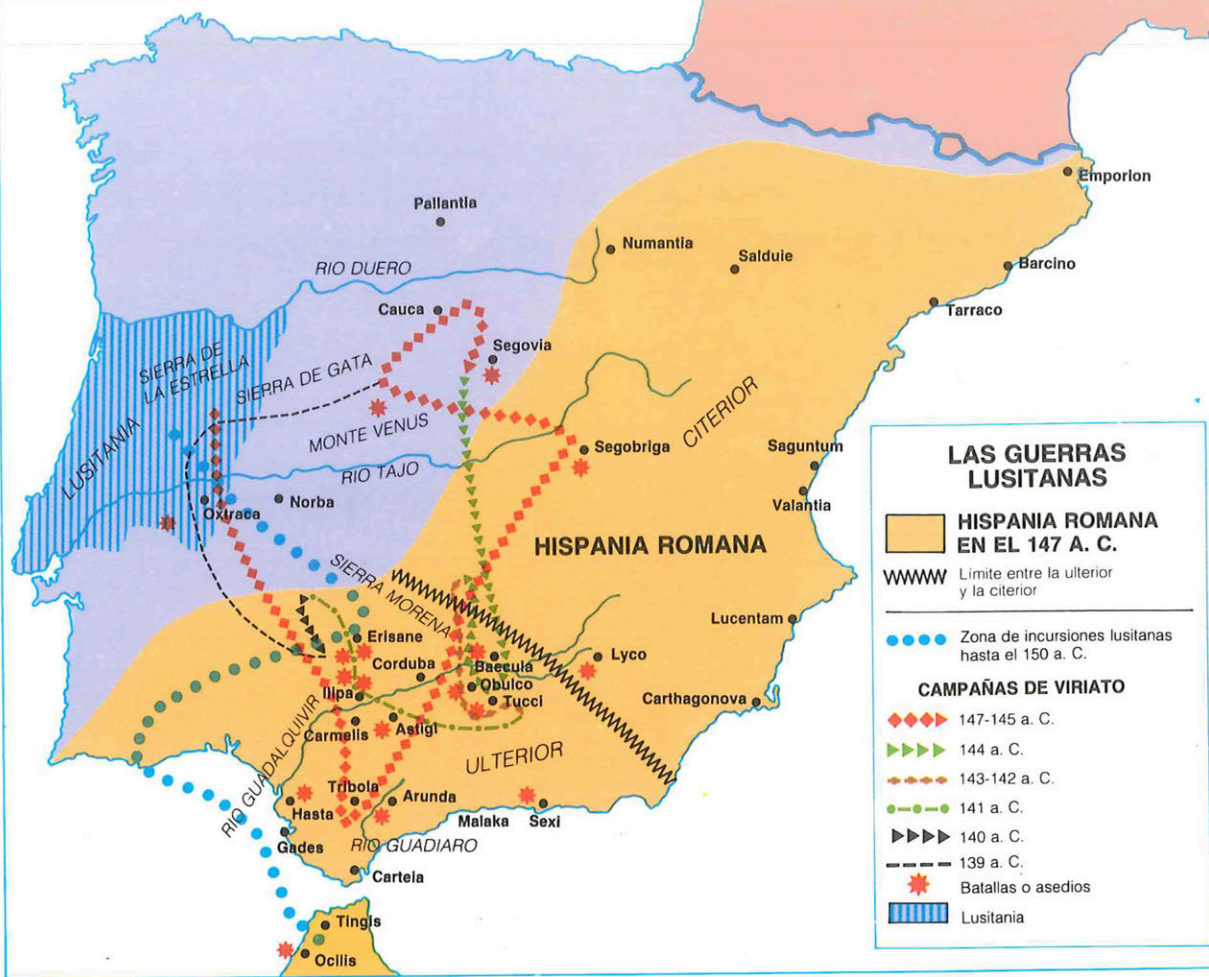 Emporion
Pallantia
Numantia
Salduie
Barcino
RIO DUERO
Tarraco
Cauca
Segovia
SIERRA DE
LA ESTRELLA
SIERRA DE GATA
CITERIOR
MONTE VENUS
Segobriga
Saguntum
LUSITANIA
RIO TAJO
Valantia
Oxtraca
Norba
HISPANIA ROMANA
SIERRA MORENA
Lucentam
Erisane
Corduba
Baecula
Lyco
Ilipa
Obulco
Tucci
Carthagonova
Carmelis
Astigi
RIO GUADALQUIVIR
ULTERIOR
Tribola
Arunda
Hasta
Malaka
Sexi
Gades
RIO GUADIARO
Carteia
Tingis
Ocilis
LAS GUERRAS
LUSITANAS
HISPANIA ROMANA
EN EL 147 A. C.
Límite entre la ulterior
y la citerior
Zona de incursiones lusitanas
hasta el 150 a. C.
CAMPAÑAS DE VIRIATO
147-145 a. C.
144 a. C.
143-142 a. C.
141 a. C.
140 a. C.
139 a. C.
Batallas o asedios
Lusitania